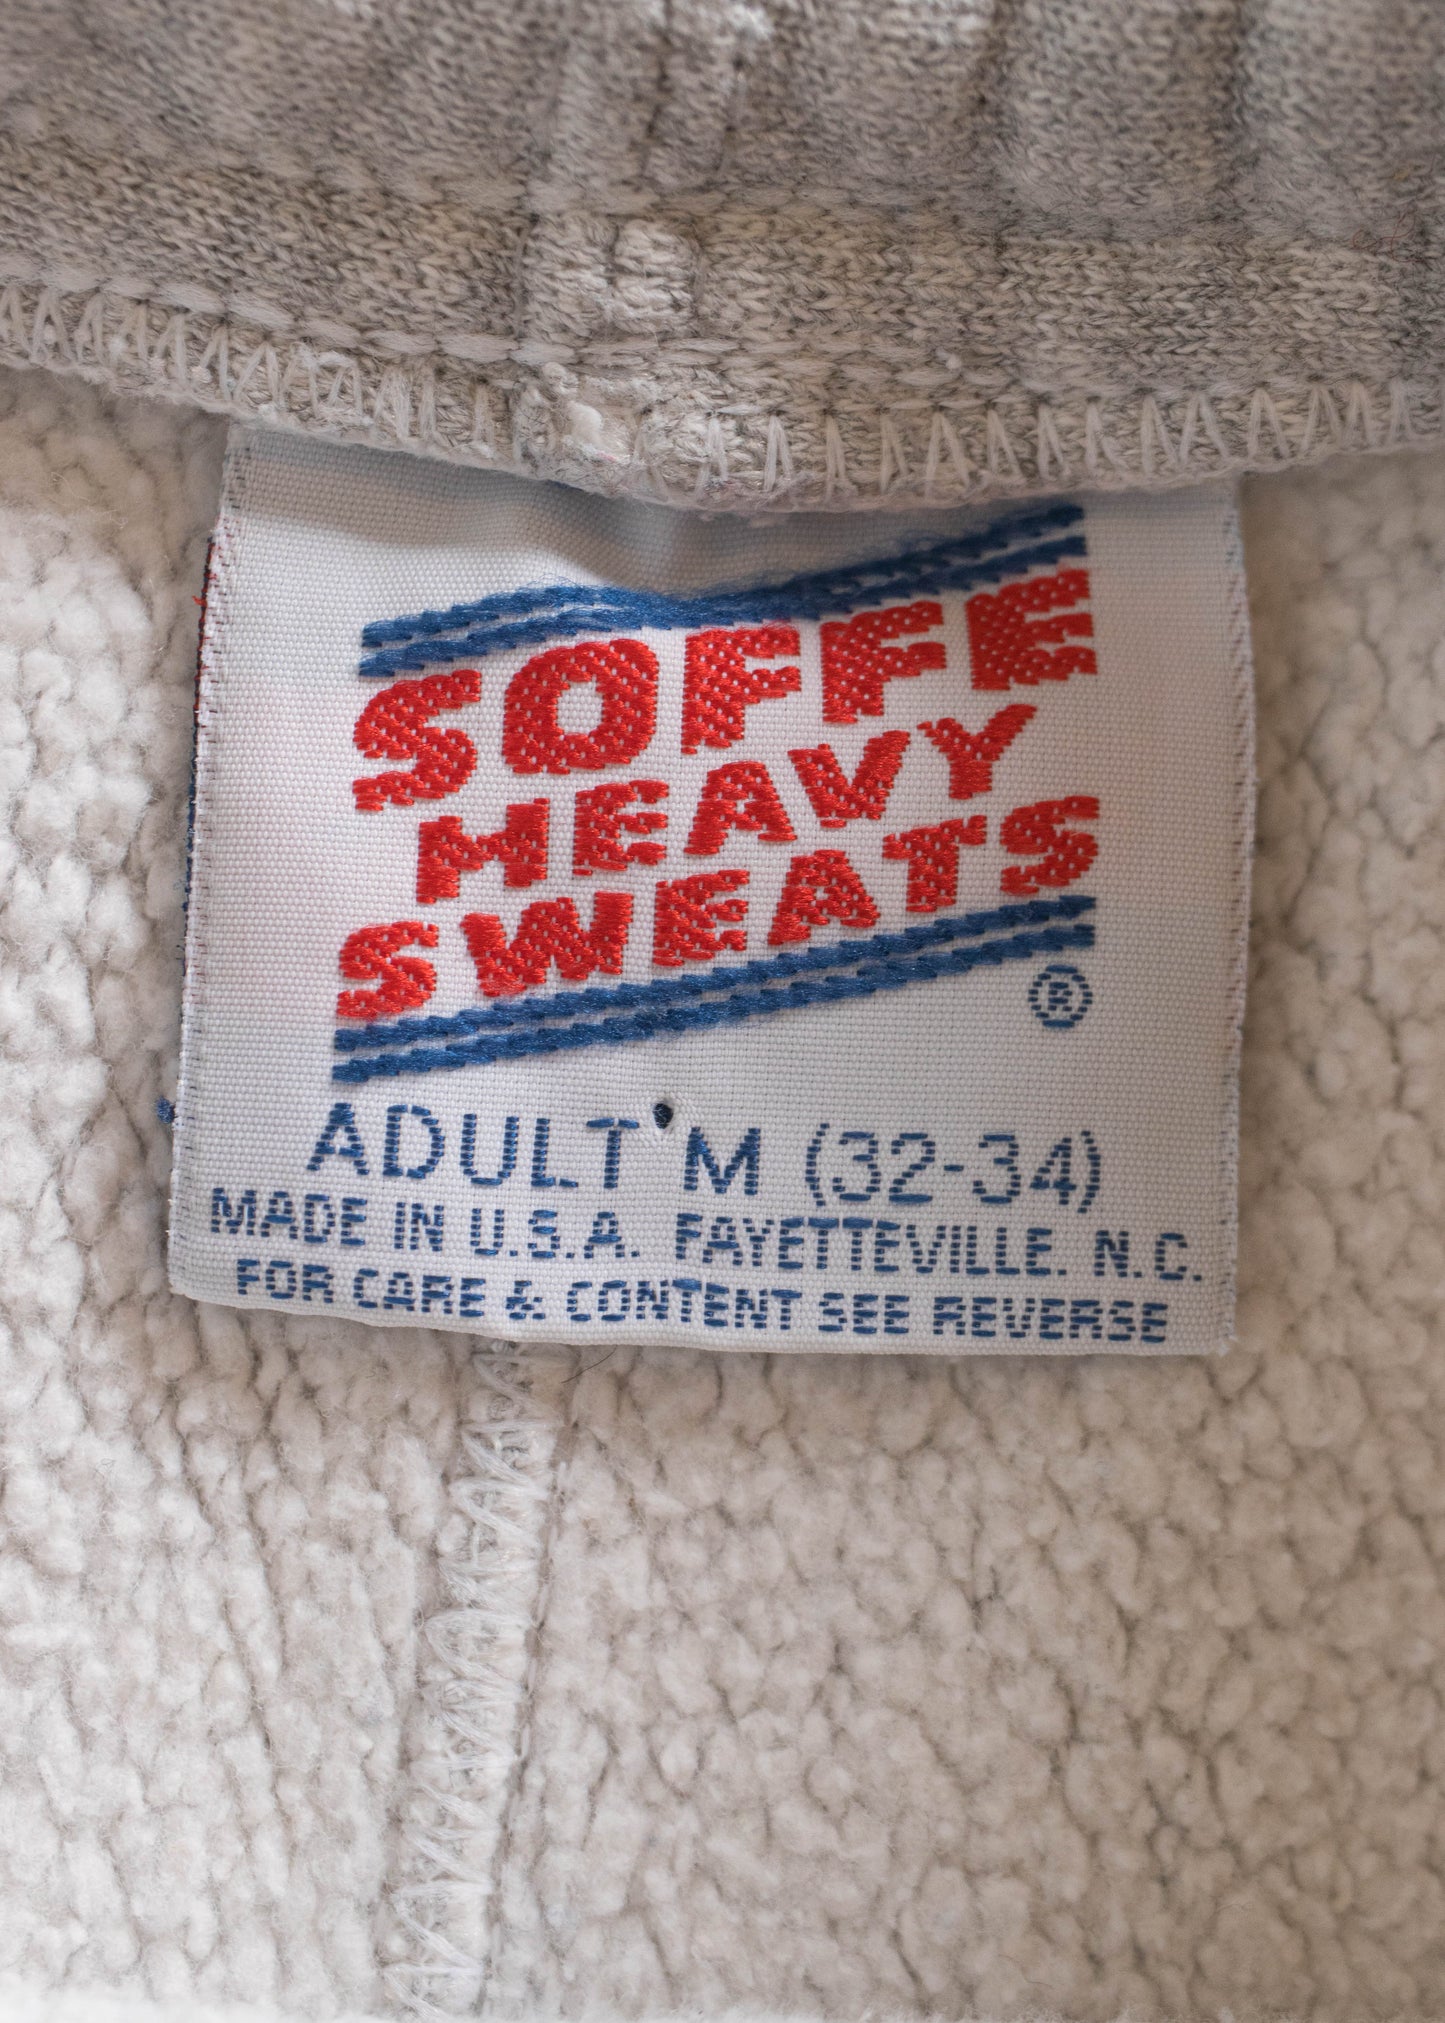 SOFFE
HEAVY
SWEATS
®
ADULT M (32-34)
MADE IN U.S.A. FAYETTEVILLE. N.C.
FOR CARE & CONTENT SEE REVERSE